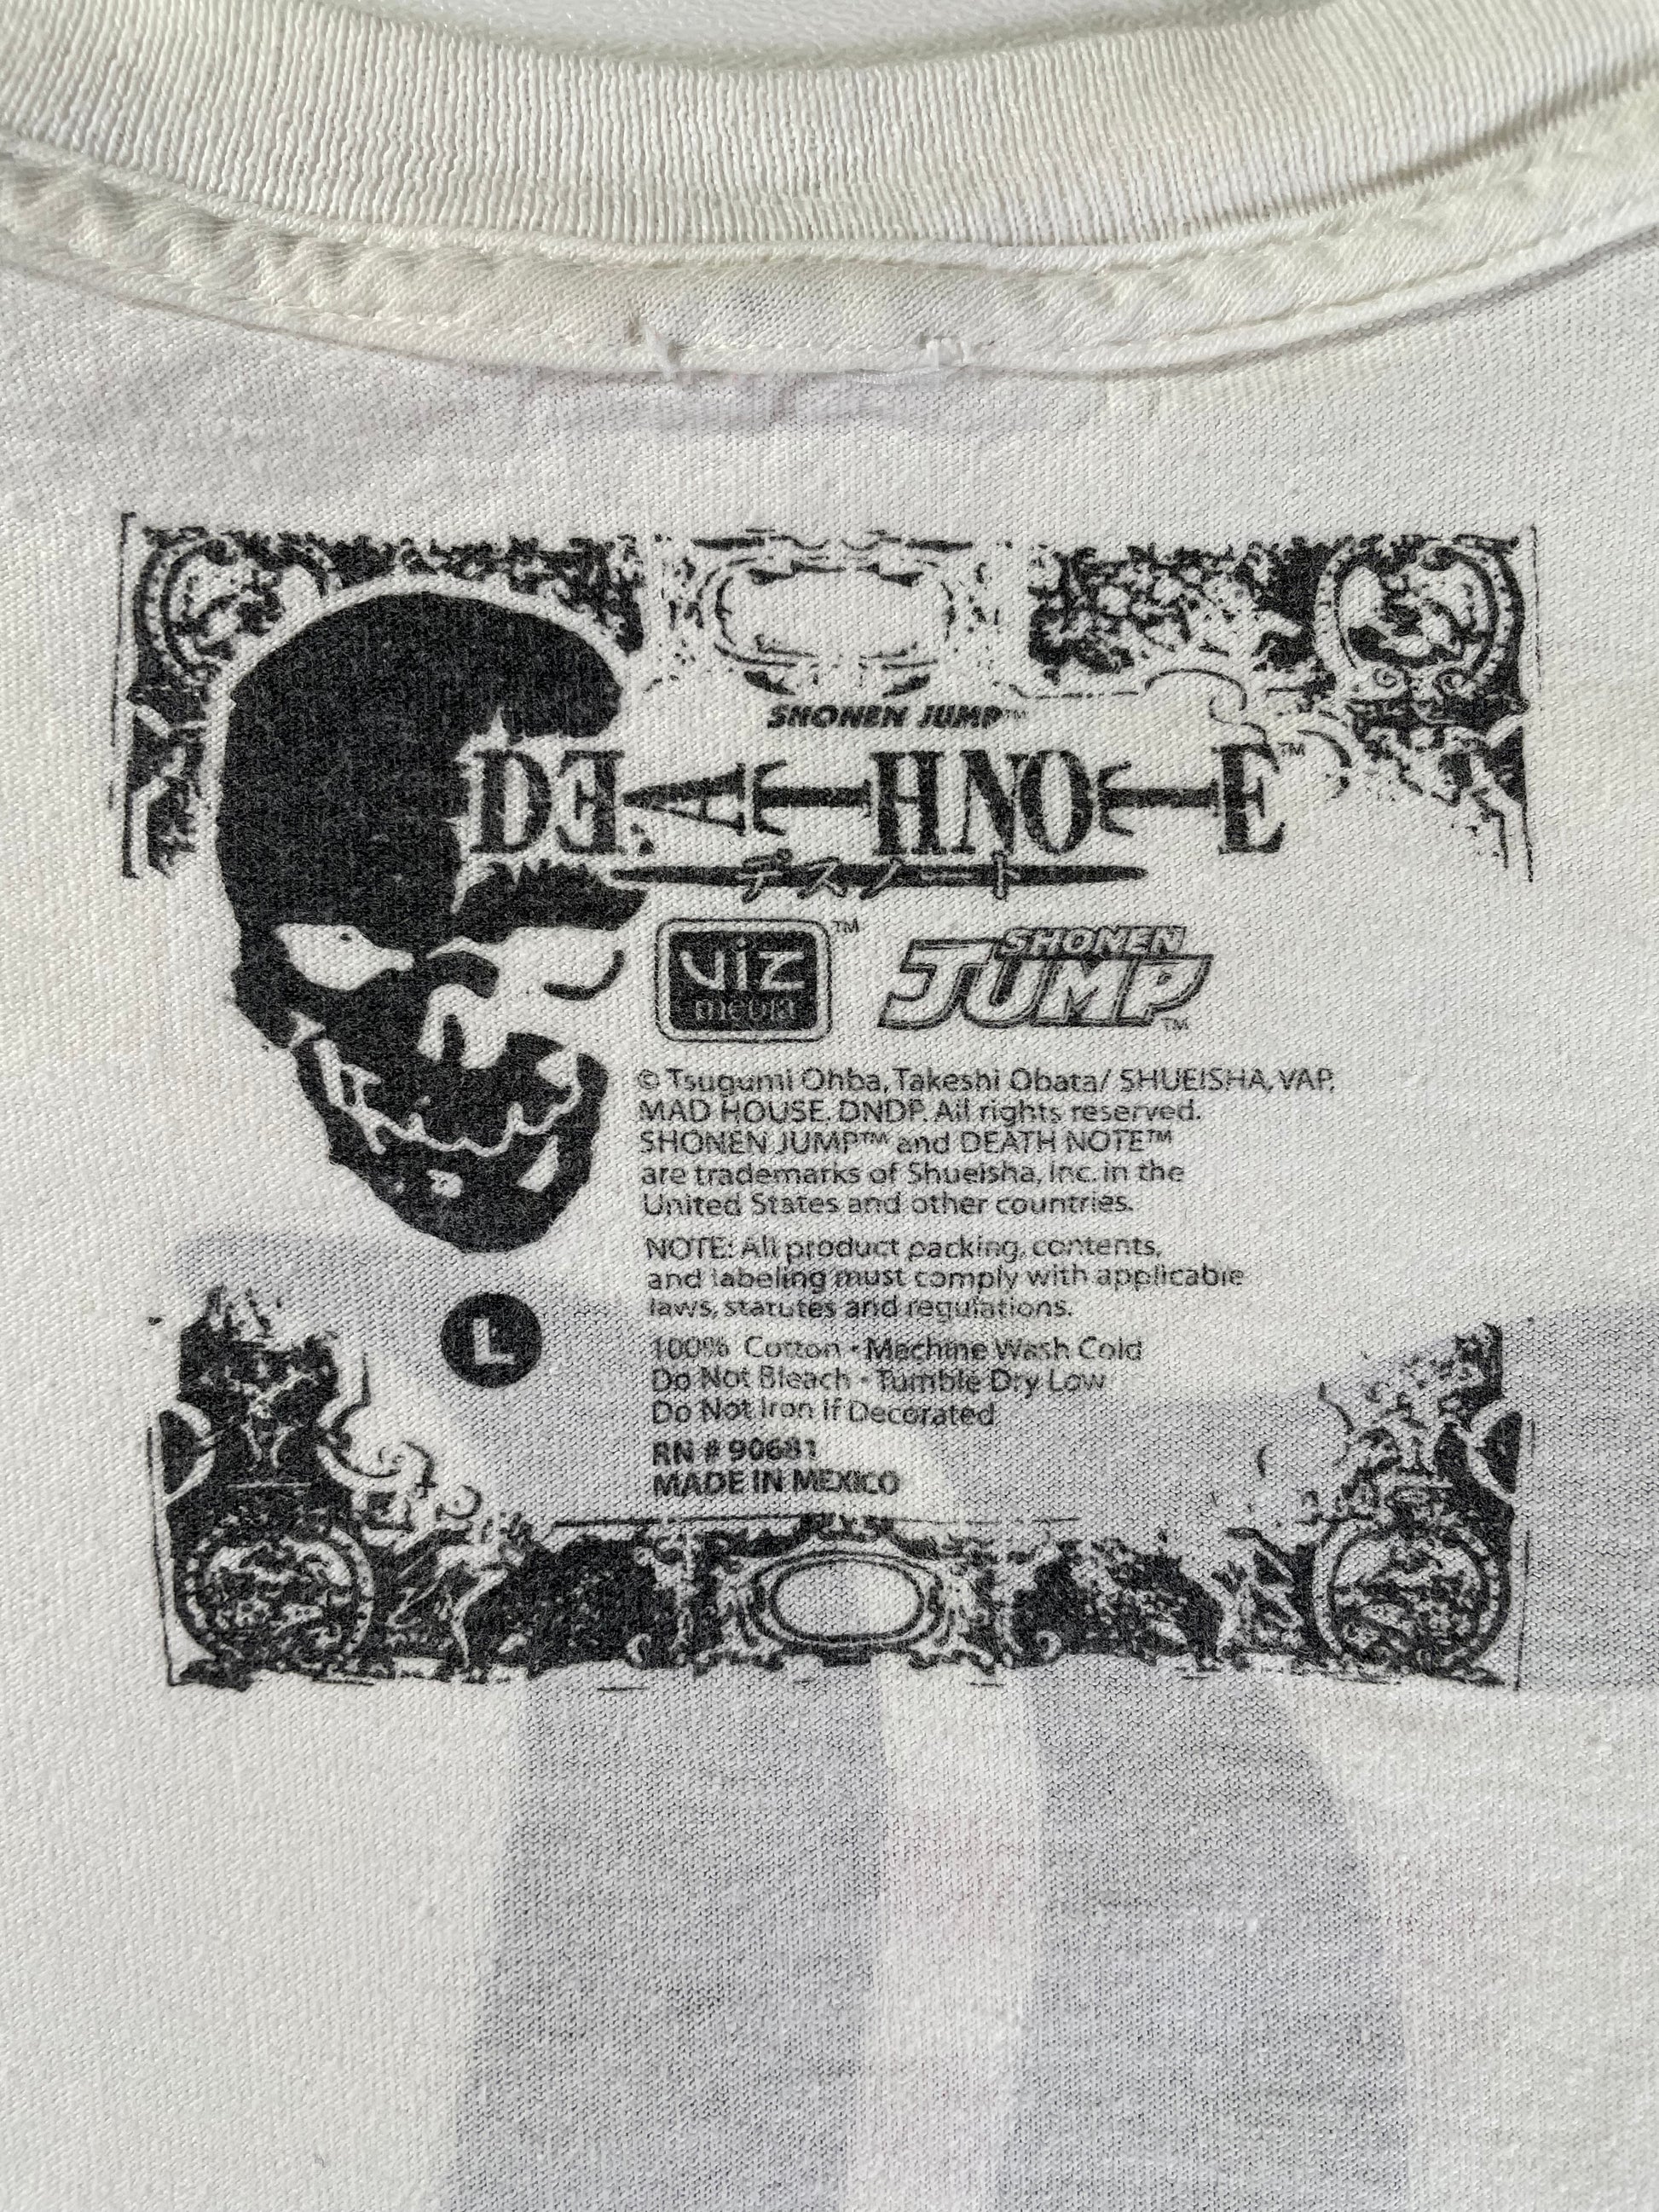 SHONEN JUMP™
DEATH NOTE™
デスノート
VIZ media™
SHONEN JUMP™
© Tsugumi Ohba, Takeshi Obata/ SHUEISHA, VAP,
MAD HOUSE. DNDP. All rights reserved.
SHONEN JUMP™ and DEATH NOTE™
are trademarks of Shueisha, Inc. in the
United States and other countries.
NOTE: All product packing, contents,
and labeling must comply with applicable
laws, statutes and regulations.
L
100% Cotton • Machine Wash Cold
Do Not Bleach • Tumble Dry Low
Do Not Iron If Decorated
RN # 90681
MADE IN MEXICO